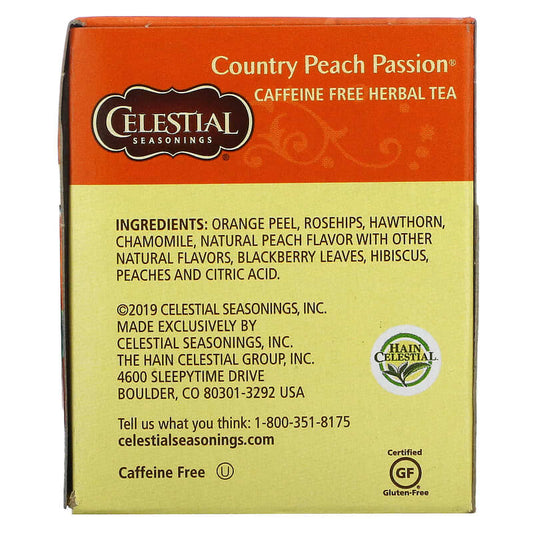 Country Peach Passion®
CAFFEINE FREE HERBAL TEA
CELESTIAL
SEASONINGS®
INGREDIENTS: ORANGE PEEL, ROSEHIPS, HAWTHORN,
CHAMOMILE, NATURAL PEACH FLAVOR WITH OTHER
NATURAL FLAVORS, BLACKBERRY LEAVES, HIBISCUS,
PEACHES AND CITRIC ACID.
©2019 CELESTIAL SEASONINGS, INC.
MADE EXCLUSIVELY BY
CELESTIAL SEASONINGS, INC.
THE HAIN CELESTIAL GROUP, INC.
4600 SLEEPYTIME DRIVE
BOULDER, CO 80301-3292 USA
HAIN
CELESTIAL
Tell us what you think: 1-800-351-8175
celestialseasonings.com
Caffeine Free U
Certified
GF
Gluten-Free